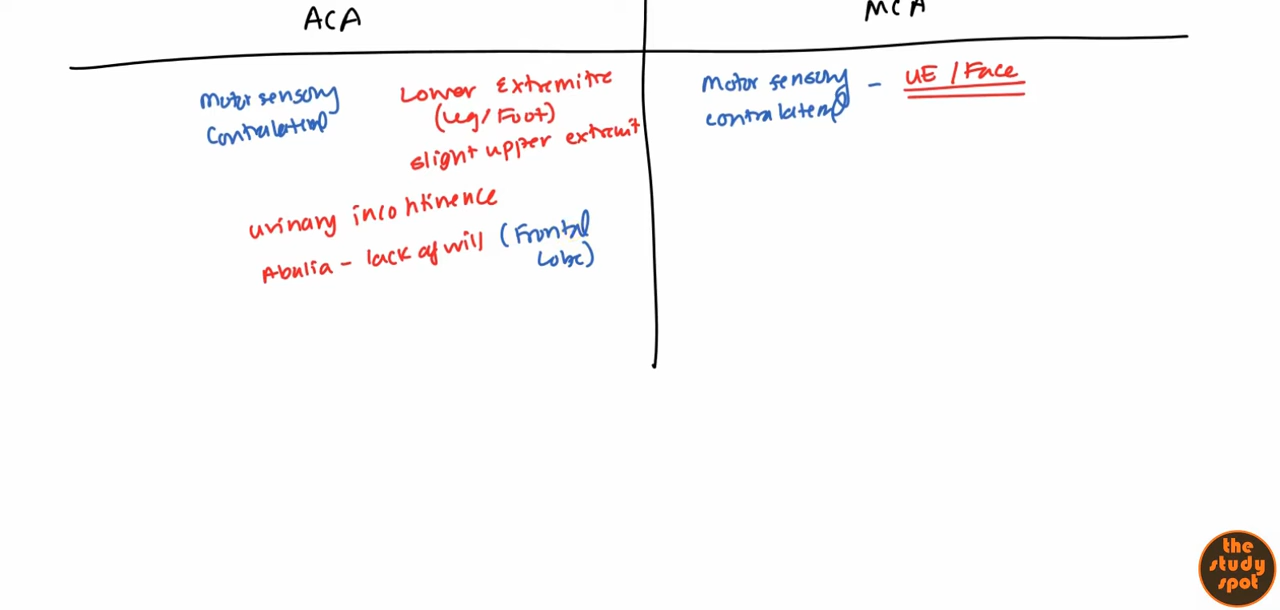 ACA
MCA
Motor sensory
Contralateral
Lower Extremitre
(Leg/Foot)
slight upper extremit
urinary incontinence
Abulia - lack of will (Frontal
Lobe)
Motor sensory - UE / Face
contralateral
the
study
spot